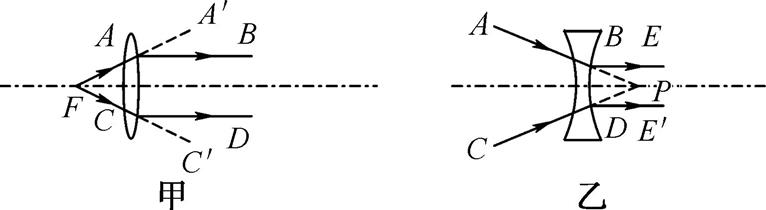 A A′ B
F C C′ D
甲
A B E
P
C D E′
乙